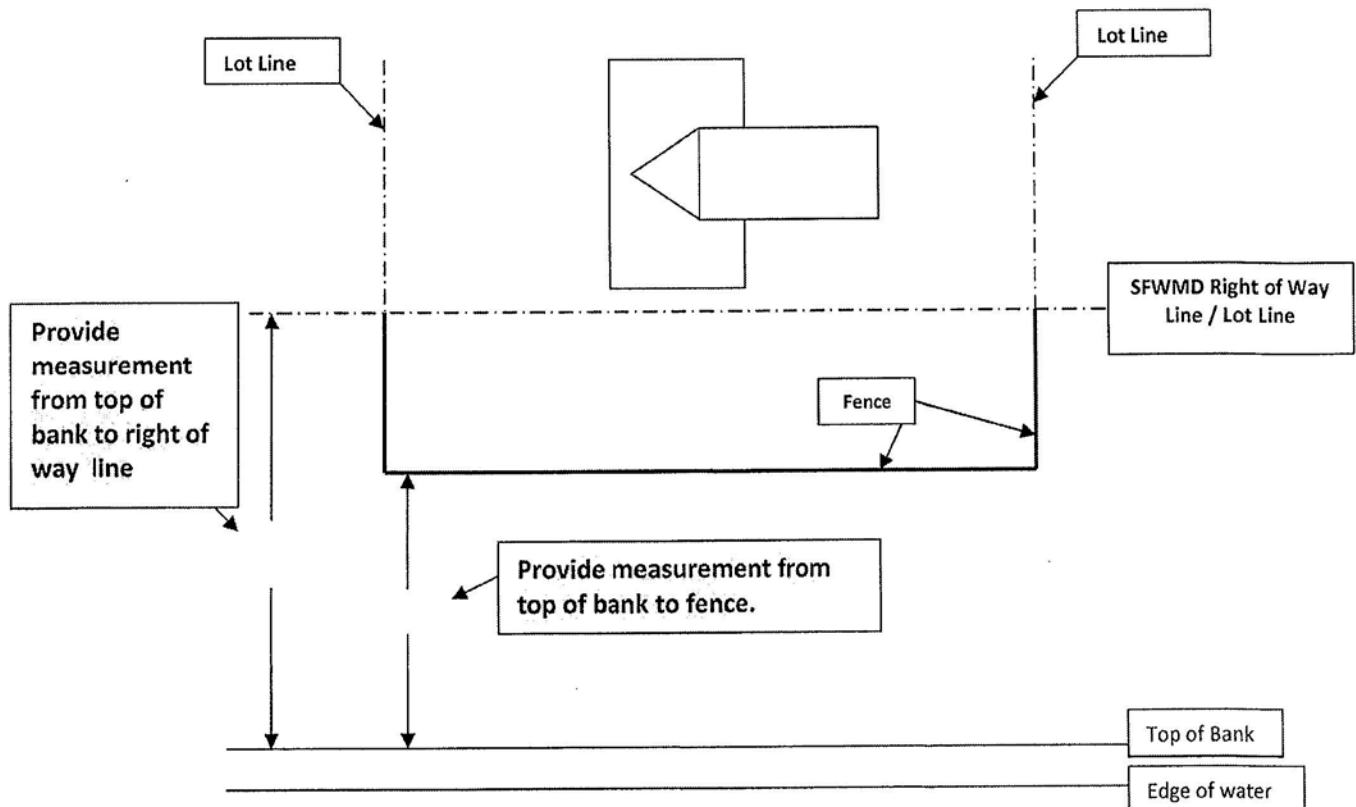 Lot Line
Lot Line
SFWMD Right of Way
Line / Lot Line
Provide
measurement
from top of
bank to right of
way line
Fence
Provide measurement from
top of bank to fence.
Top of Bank
Edge of water